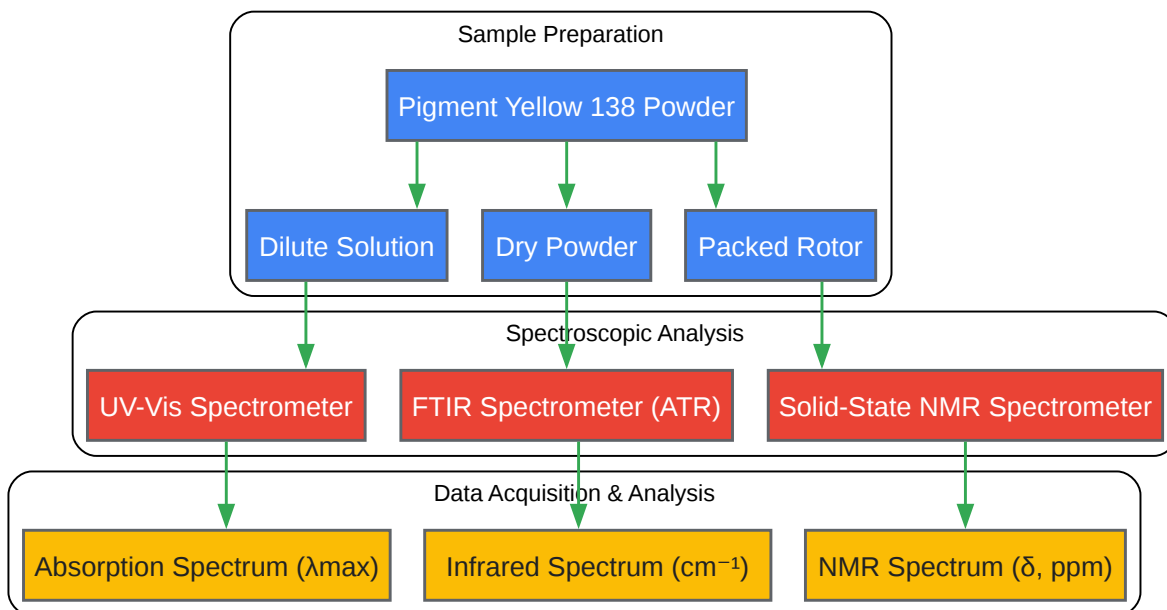 Sample Preparation
Pigment Yellow 138 Powder
Dilute Solution
Dry Powder
Packed Rotor
Spectroscopic Analysis
UV-Vis Spectrometer
FTIR Spectrometer (ATR)
Solid-State NMR Spectrometer
Data Acquisition & Analysis
Absorption Spectrum (λmax)
Infrared Spectrum (cm⁻¹)
NMR Spectrum (δ, ppm)